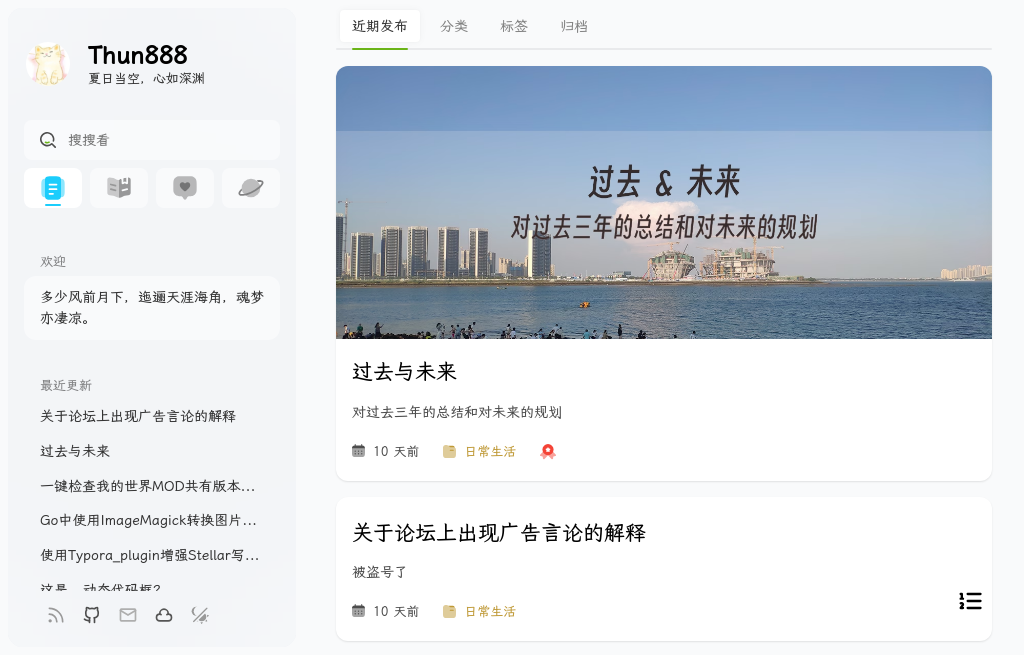 Thun888
夏日当空，心如深渊
搜搜看
欢迎
多少风前月下，迤逦天涯海角，魂梦
亦凄凉。
最近更新
关于论坛上出现广告言论的解释
过去与未来
一键检查我的世界MOD共有版本...
Go中使用ImageMagick转换图片...
使用Typora_plugin增强Stellar写...
这是...动态代码框?
近期发布
分类
标签
归档
过去 & 未来
对过去三年的总结和对未来的规划
过去与未来
对过去三年的总结和对未来的规划
10 天前
日常生活
关于论坛上出现广告言论的解释
被盗号了
10 天前
日常生活